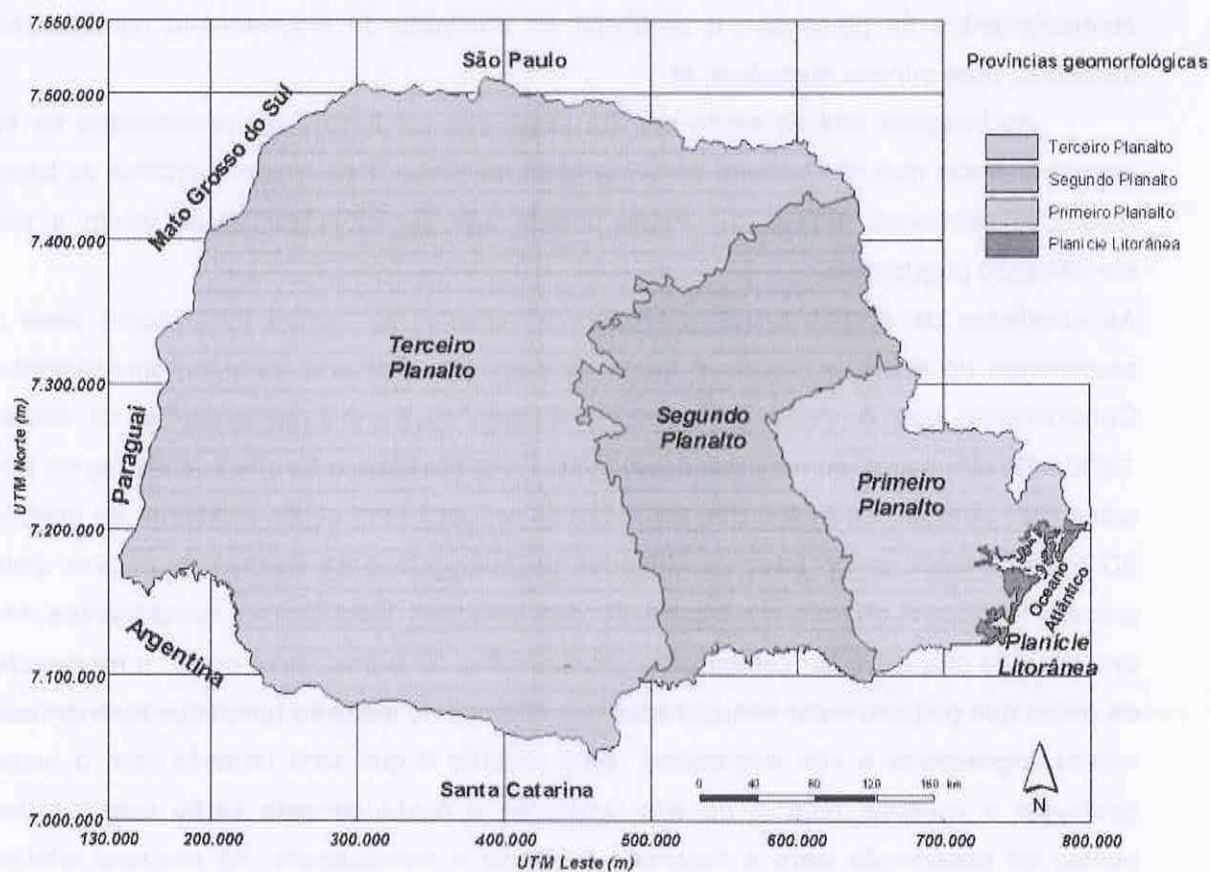 7.650.000
São Paulo
Províncias geomorfológicas
7.500.000
Mato Grosso do Sul
Terceiro Planalto
Segundo Planalto
Primeiro Planalto
Planície Litorânea
7.400.000
Terceiro
Planalto
7.300.000
Segundo
Planalto
UTM Norte (m)
Paraguai
Primeiro
Planalto
7.200.000
Oceano
Atlântico
Argentina
Planície
Litorânea
7.100.000
0 40 80 120 160 km
N
Santa Catarina
7.000.000
130.000 200.000 300.000 400.000 500.000 600.000 700.000 800.000
UTM Leste (m)